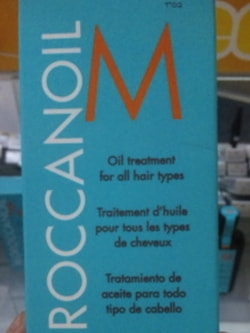 ROCCANOIL
M
Oil treatment
for all hair types
Traitement d'huile
pour tous les types
de cheveux
Tratamiento de
aceite para todo
tipo de cabello